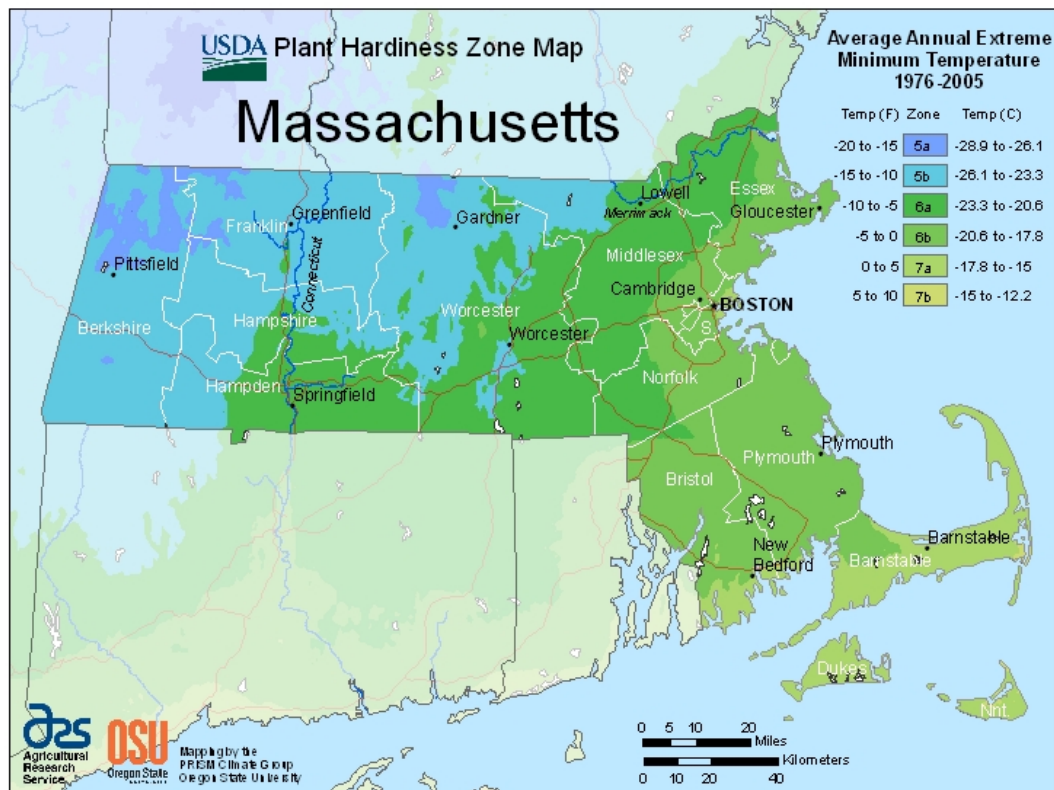 USDA Plant Hardiness Zone Map
Massachusetts
Average Annual Extreme
Minimum Temperature
1976-2005
Temp (F) Zone Temp (C)
-20 to -15 5a -28.9 to -26.1
-15 to -10 5b -26.1 to -23.3
-10 to -5 6a -23.3 to -20.6
-5 to 0 6b -20.6 to -17.8
0 to 5 7a -17.8 to -15
5 to 10 7b -15 to -12.2
Lowell
Essex
Merrimack
Gloucester
Greenfield
Gardner
Franklin
Middlesex
Pittsfield
Connecticut
Cambridge
BOSTON
Worcester
Hampshire
Berkshire
Worcester
S.
Norfolk
Hampden
Springfield
Plymouth
Plymouth
Bristol
New
Bedford
Barnstable
Barnstable
Dukes
Nnt.
ars
Agricultural
Research
Service
OSU
Oregon State
Mapping by the
PRISM Climate Group
Oregon State University
0 5 10 20
Miles
Kilometers
0 10 20 40